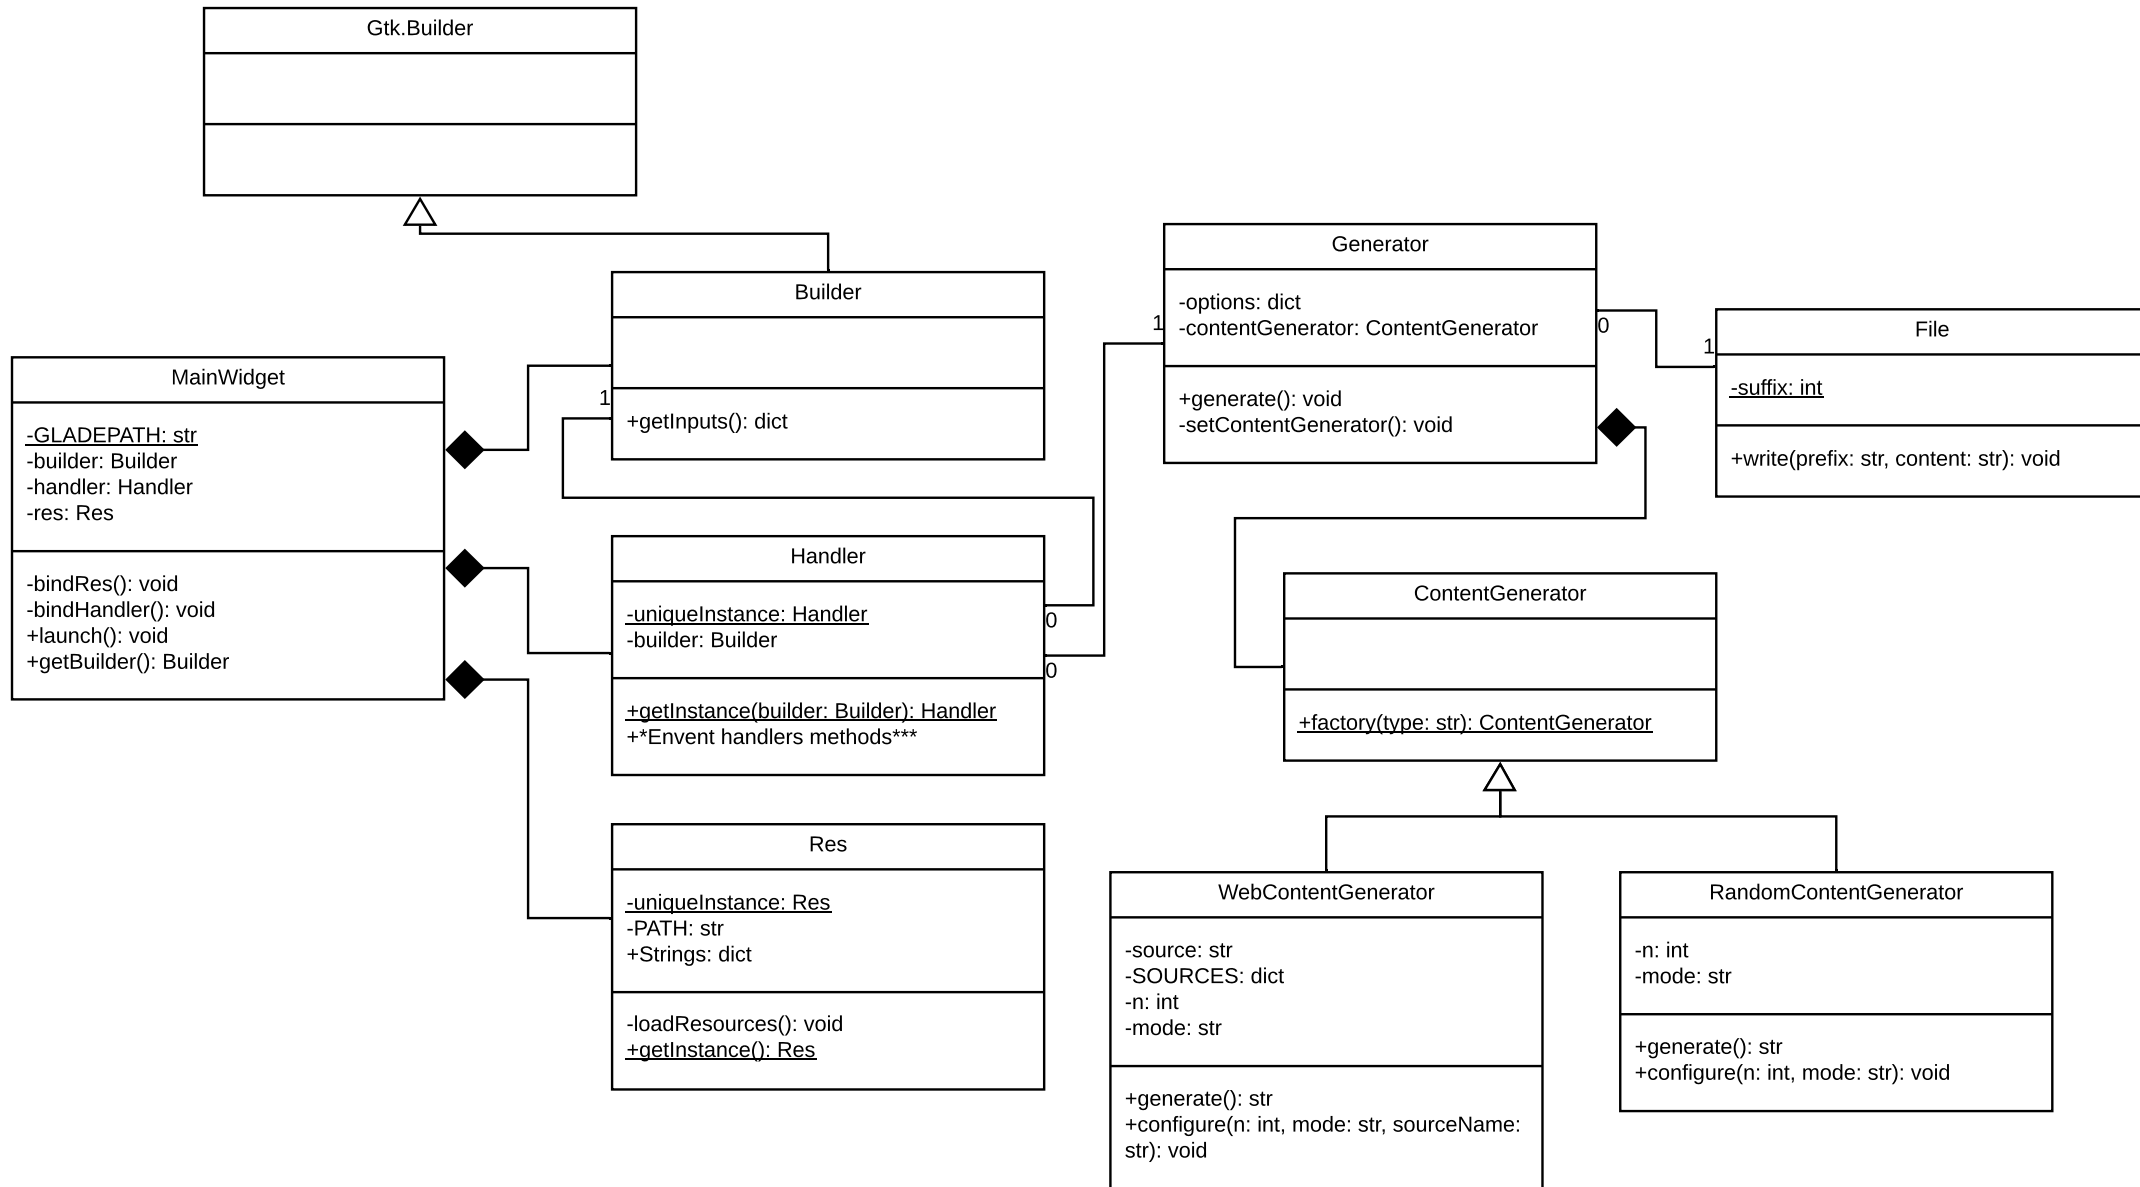 Gtk.Builder
Builder
+getInputs(): dict
1
MainWidget
-GLADEPATH: str
-builder: Builder
-handler: Handler
-res: Res
-bindRes(): void
-bindHandler(): void
+launch(): void
+getBuilder(): Builder
Handler
-uniqueInstance: Handler
-builder: Builder
+getInstance(builder: Builder): Handler
+*Envent handlers methods***
0
0
Res
-uniqueInstance: Res
-PATH: str
+Strings: dict
-loadResources(): void
+getInstance(): Res
1
Generator
-options: dict
-contentGenerator: ContentGenerator
+generate(): void
-setContentGenerator(): void
0
1
File
-suffix: int
+write(prefix: str, content: str): void
ContentGenerator
+factory(type: str): ContentGenerator
WebContentGenerator
-source: str
-SOURCES: dict
-n: int
-mode: str
+generate(): str
+configure(n: int, mode: str, sourceName:
str): void
RandomContentGenerator
-n: int
-mode: str
+generate(): str
+configure(n: int, mode: str): void